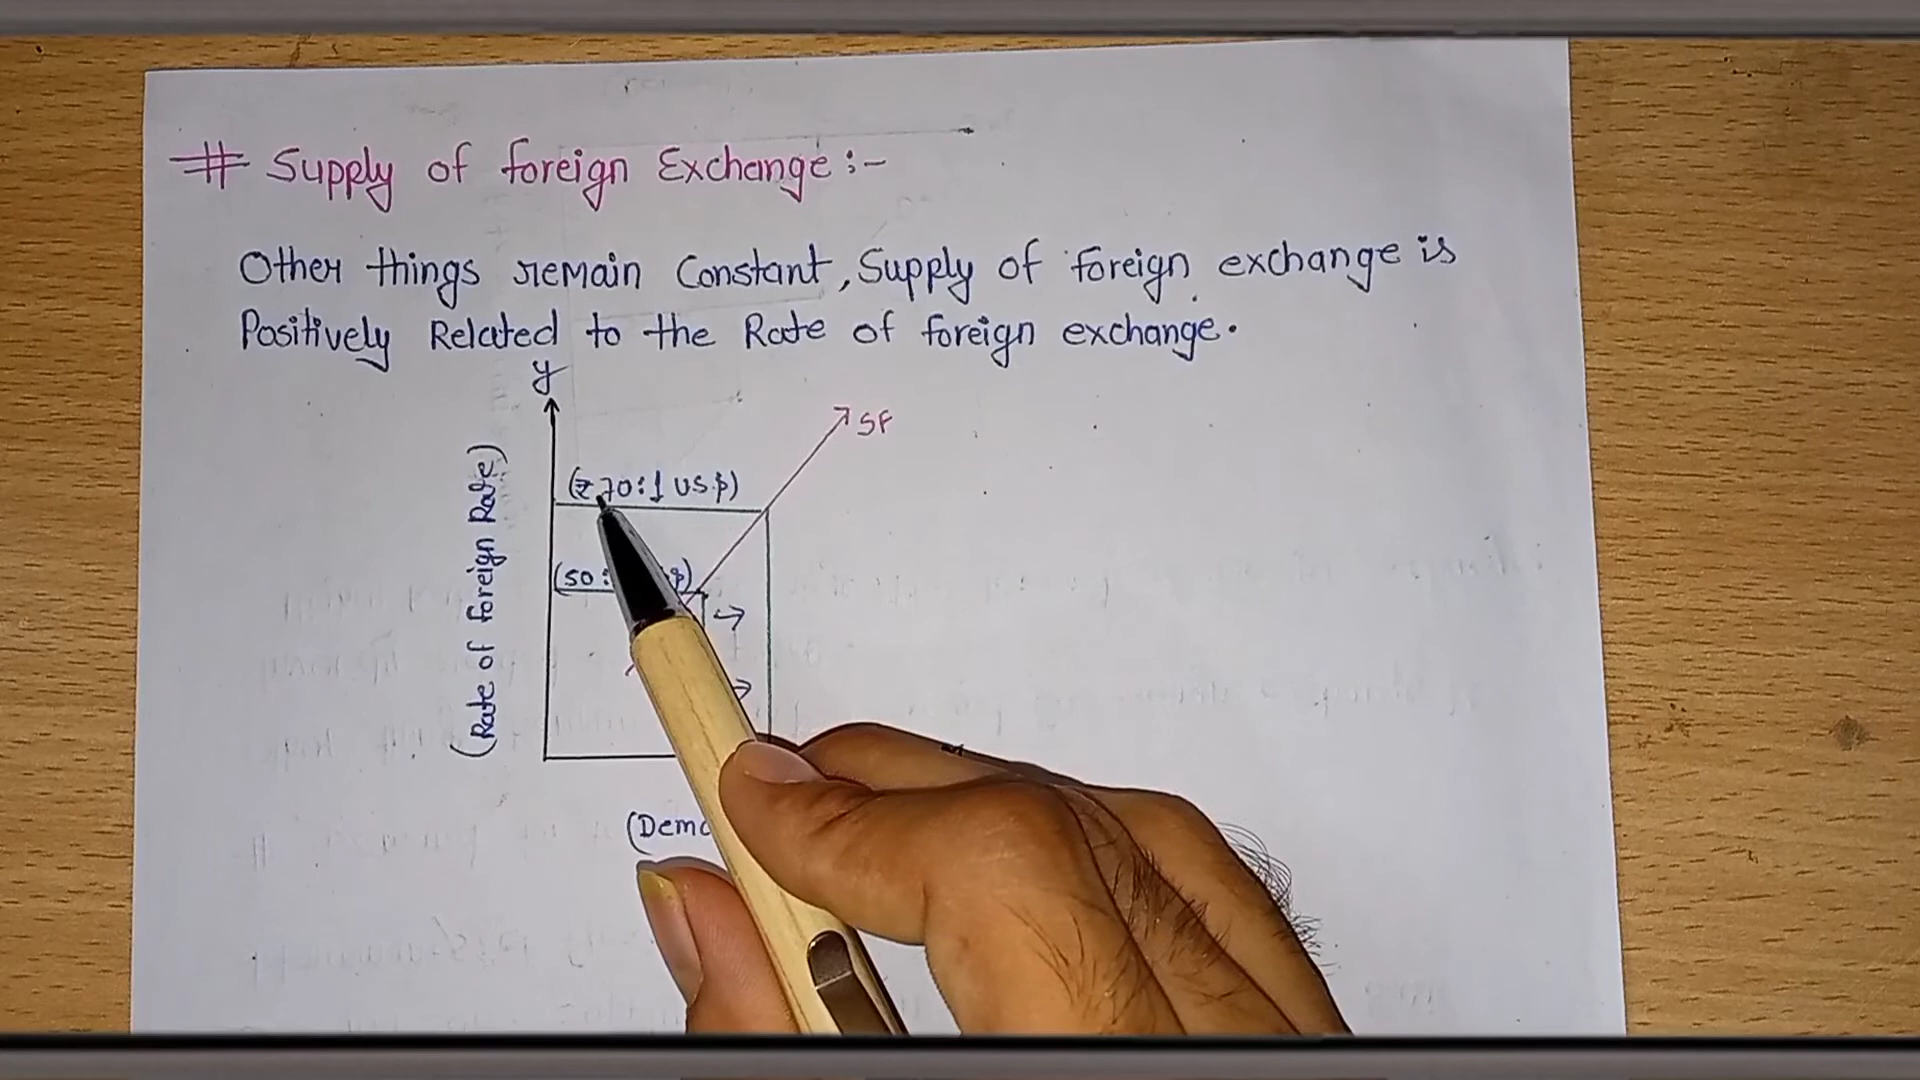 # Supply of foreign Exchange:-
Other things remain Constant, Supply of foreign exchange is
Positively Related to the Rate of foreign exchange.
y
SF
(₹70:1 US$)
(50:
(Rate of foreign Rate)